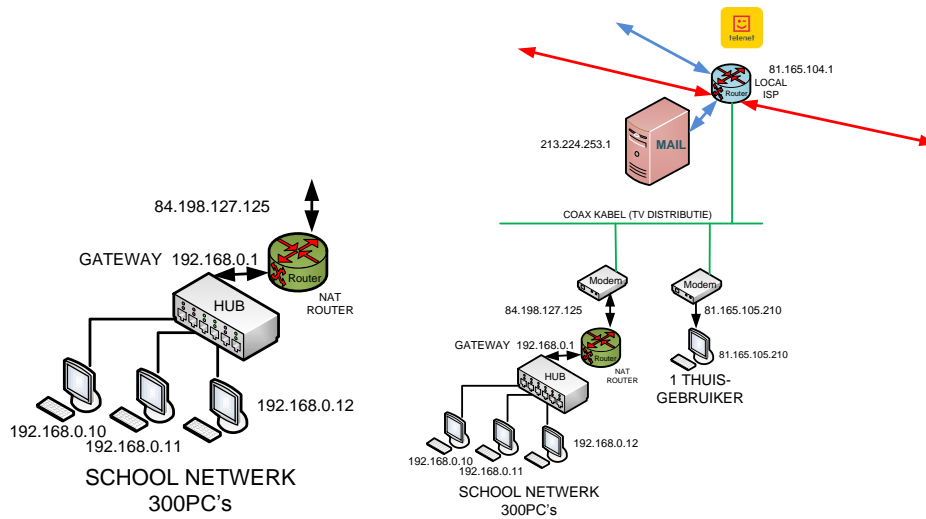 84.198.127.125
GATEWAY 192.168.0.1
Router
NAT
ROUTER
HUB
192.168.0.10
192.168.0.11
192.168.0.12
SCHOOL NETWERK
300PC's
telenet
81.165.104.1
LOCAL
ISP
Router
213.224.253.1
MAIL
COAX KABEL (TV DISTRIBUTIE)
Modem
Modem
84.198.127.125
81.165.105.210
GATEWAY 192.168.0.1
Router
NAT
ROUTER
81.165.105.210
HUB
1 THUIS-
GEBRUIKER
192.168.0.10
192.168.0.11
192.168.0.12
SCHOOL NETWERK
300PC's